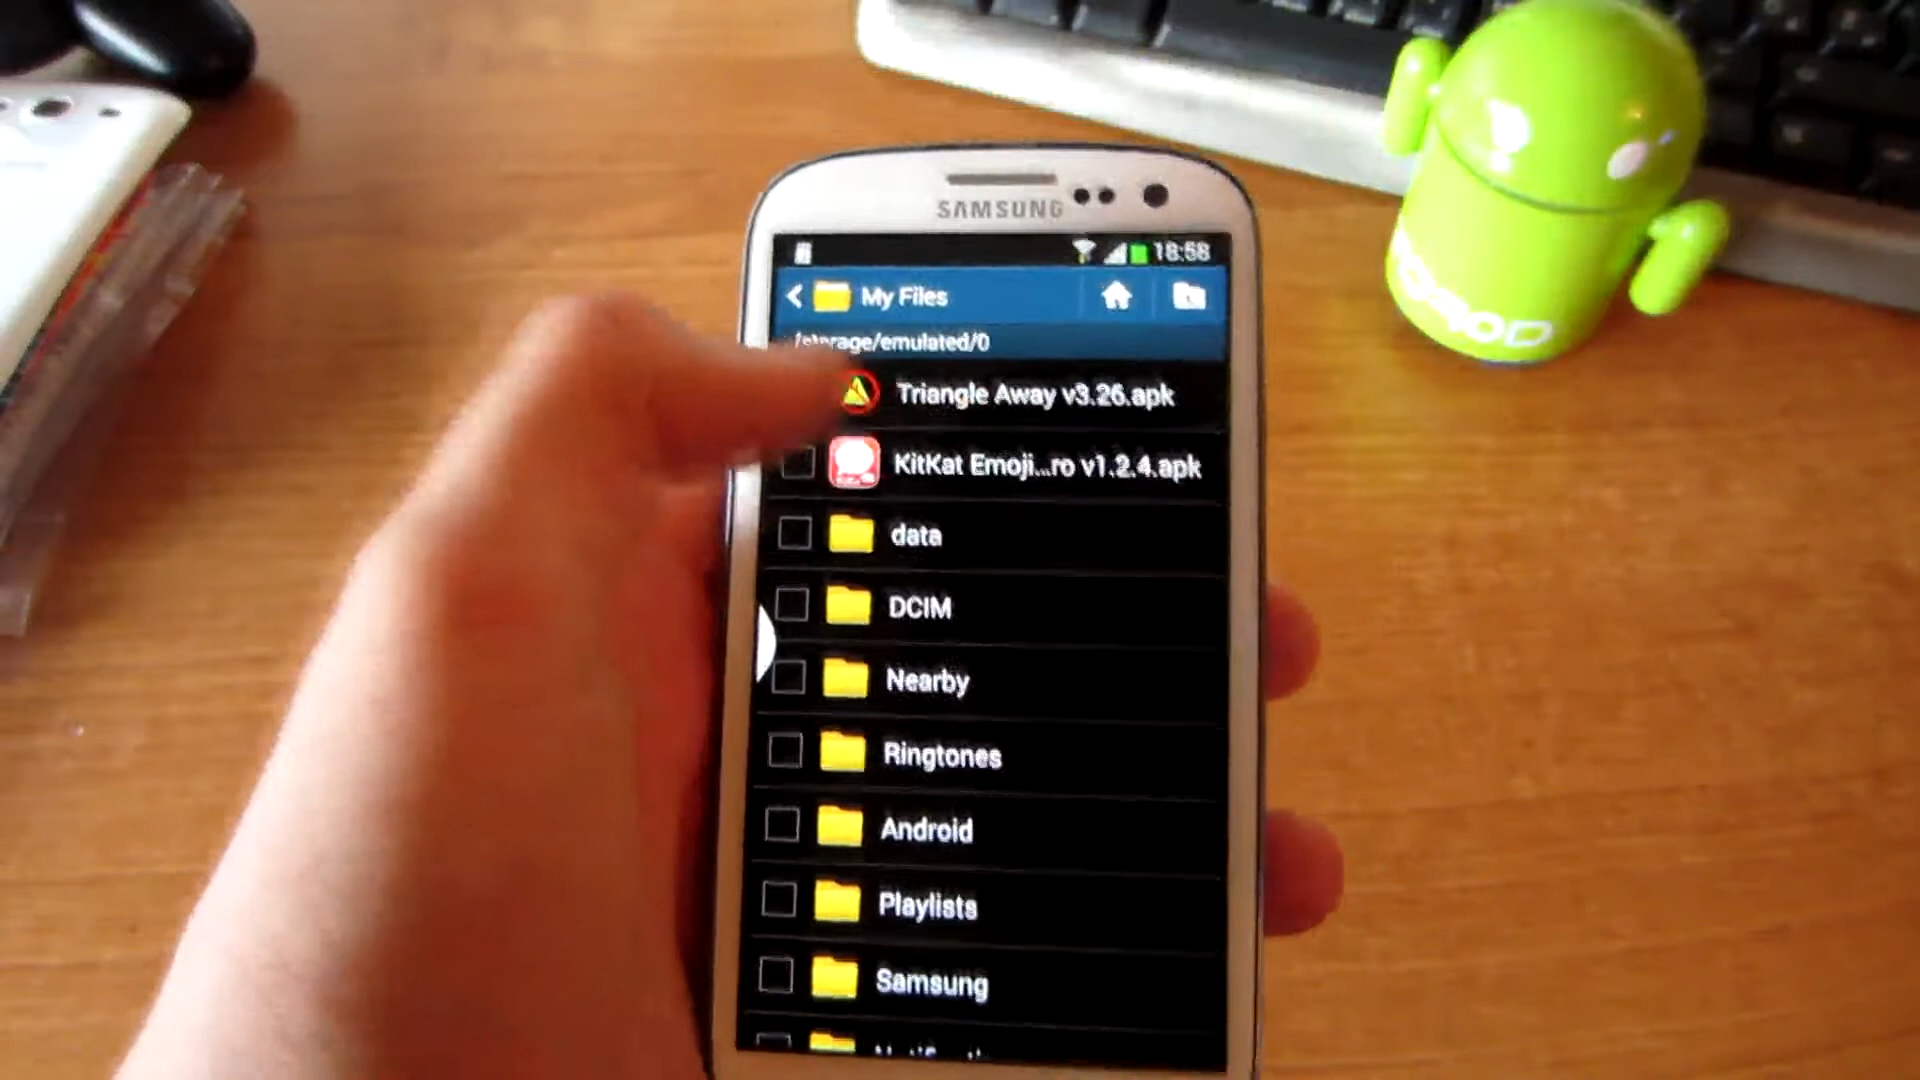 SAMSUNG
18:58
My Files
/storage/emulated/0
Triangle Away v3.26.apk
KitKat Emoji...ro v1.2.4.apk
data
DCIM
Nearby
Ringtones
Android
Playlists
Samsung